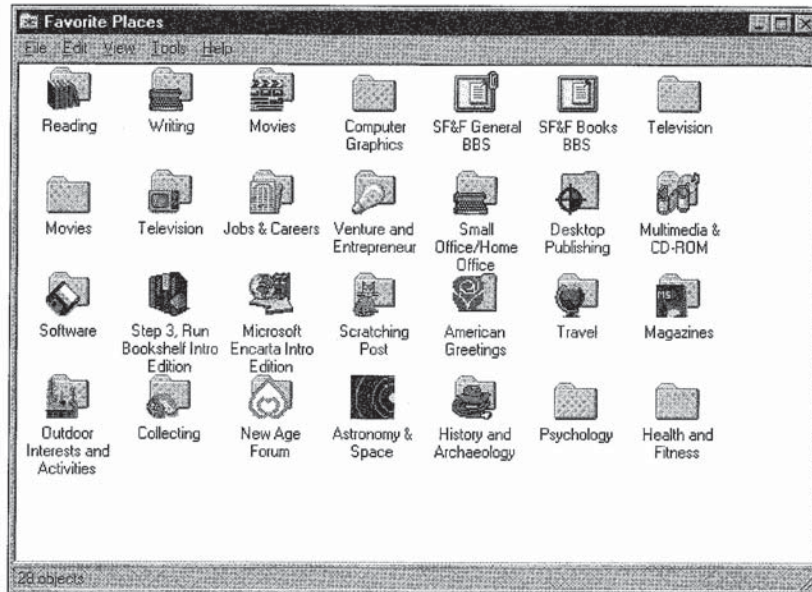 Favorite Places
File Edit View Tools Help
Reading Writing Movies Computer Graphics SF&F General BBS SF&F Books BBS Television
Movies Television Jobs & Careers Venture and Entrepreneur Small Office/Home Office Desktop Publishing Multimedia & CD-ROM
Software Step 3, Run Bookshelf Intro Edition Microsoft Encarta Intro Edition Scratching Post American Greetings Travel Magazines
Outdoor Interests and Activities Collecting New Age Forum Astronomy & Space History and Archaeology Psychology Health and Fitness
28 objects